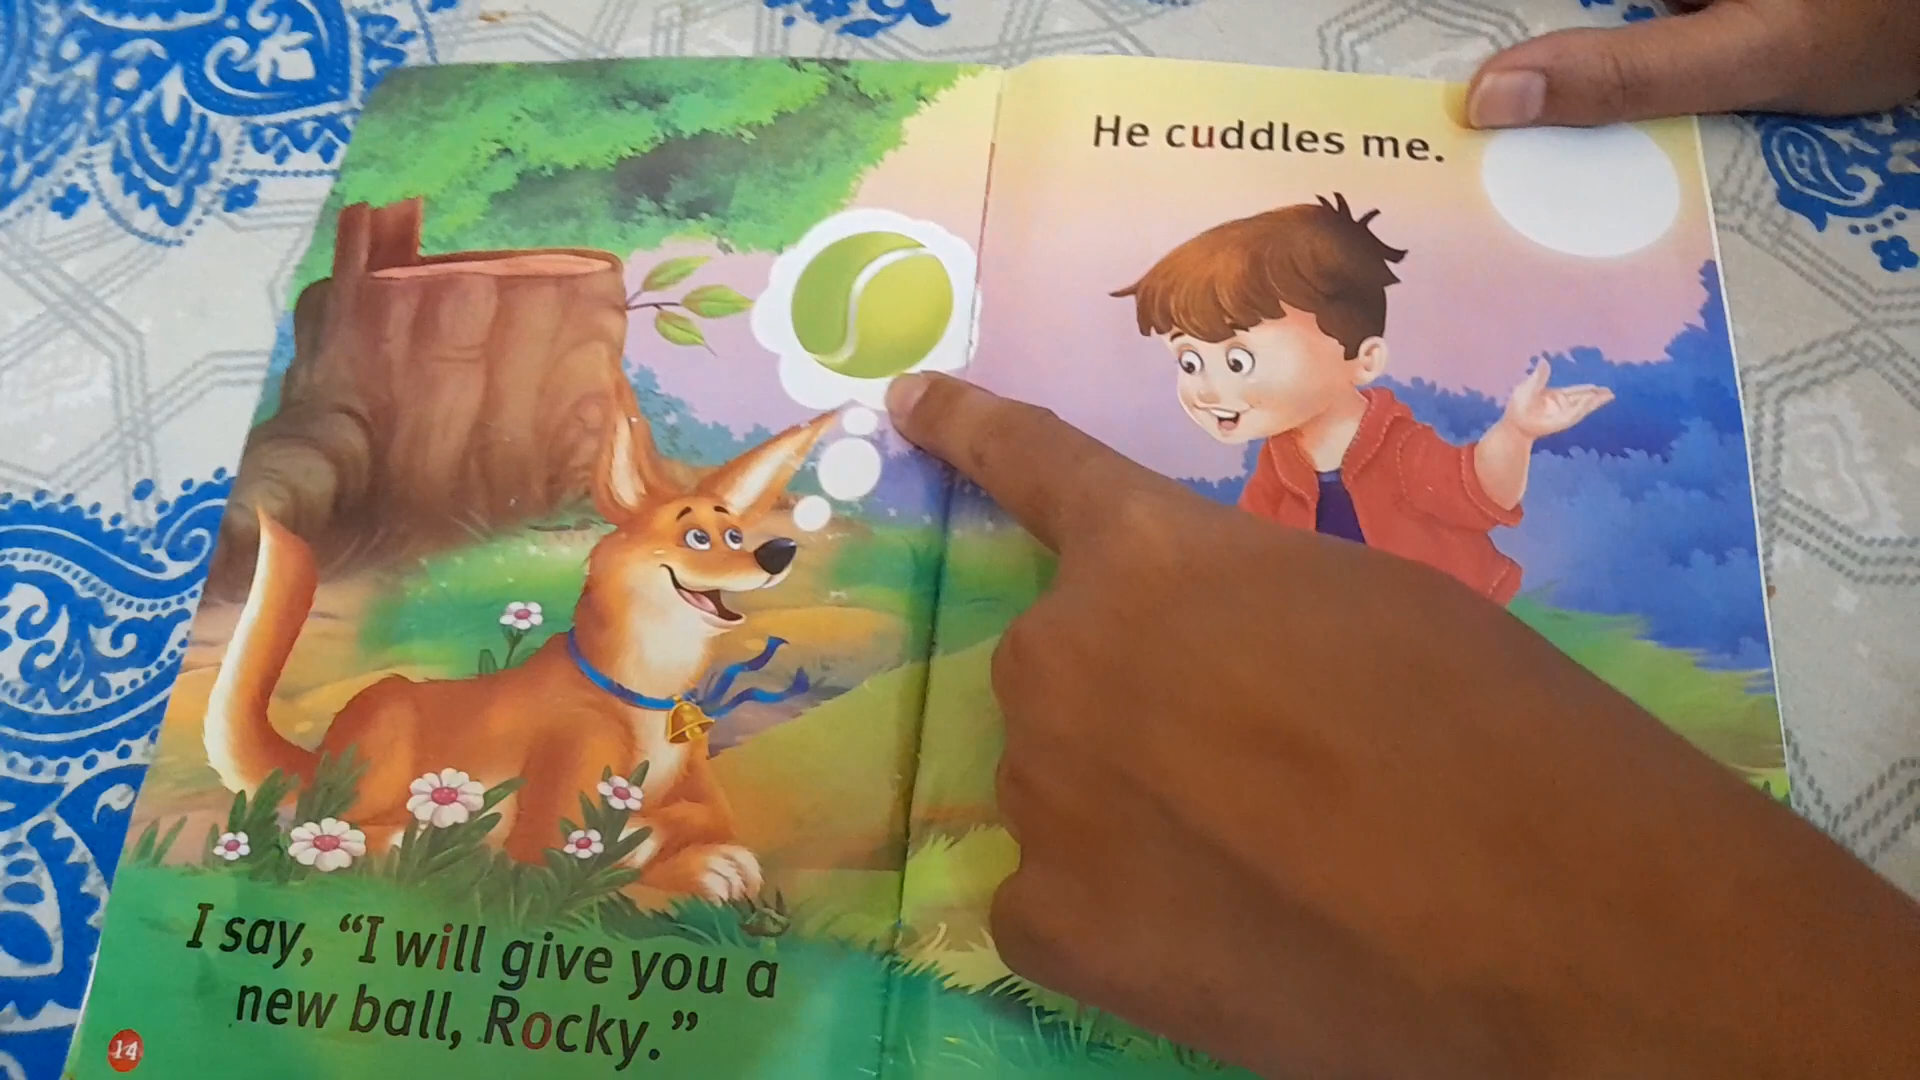 I say, “I will give you a
new ball, Rocky.”
14
He cuddles me.